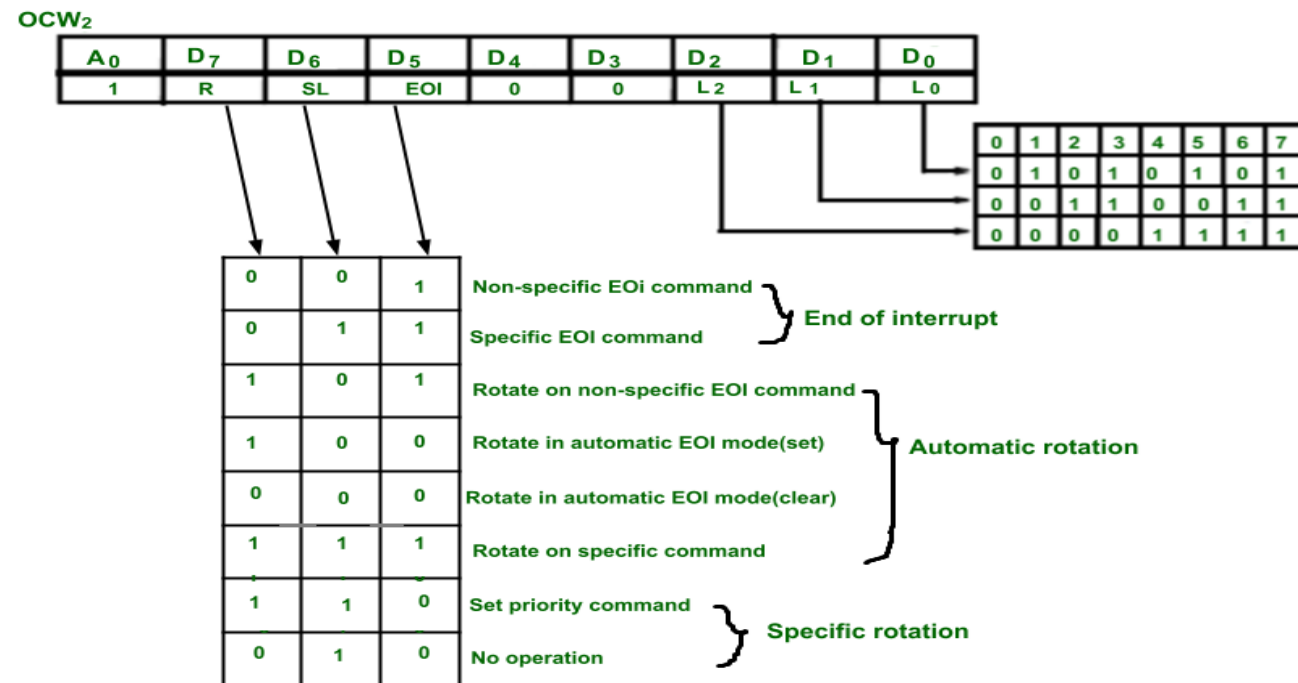 OCW2
A0 D7 D6 D5 D4 D3 D2 D1 D0
1 R SL EOI 0 0 L2 L1 L0
0 1 2 3 4 5 6 7
0 1 0 1 0 1 0 1
0 0 1 1 0 0 1 1
0 0 0 0 1 1 1 1
0 0 1 Non-specific EOi command
End of interrupt
0 1 1 Specific EOI command
1 0 1 Rotate on non-specific EOI command
1 0 0 Rotate in automatic EOI mode(set)
Automatic rotation
0 0 0 Rotate in automatic EOI mode(clear)
1 1 1 Rotate on specific command
1 1 0 Set priority command
Specific rotation
0 1 0 No operation